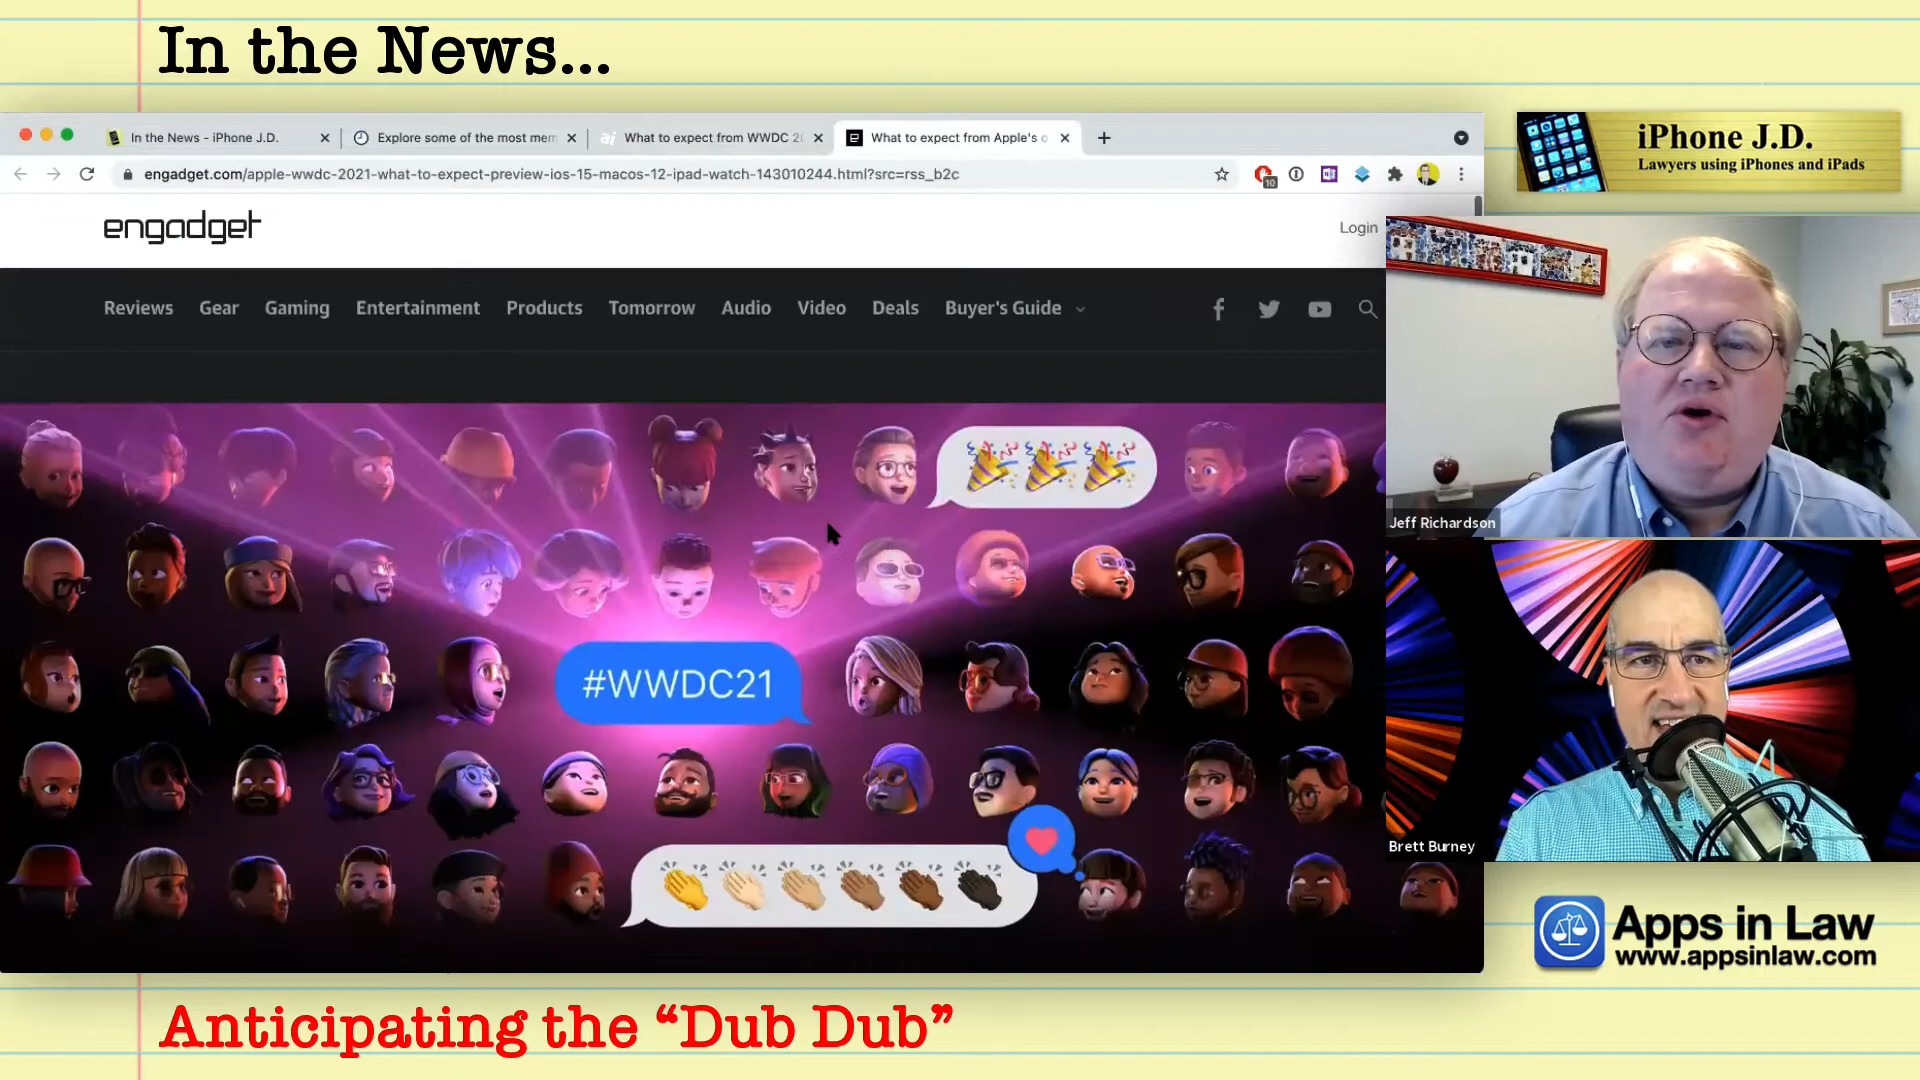 In the News...
In the News - iPhone J.D.
Explore some of the most mem
What to expect from WWDC 20
What to expect from Apple's o
engadget.com/apple-wwdc-2021-what-to-expect-preview-ios-15-macos-12-ipad-watch-143010244.html?src=rss_b2c
10
iPhone J.D.
Lawyers using iPhones and iPads
engadget
Login
Reviews Gear Gaming Entertainment Products Tomorrow Audio Video Deals Buyer's Guide
Jeff Richardson
#WWDC21
Brett Burney
Apps in Law
www.appsinlaw.com
Anticipating the “Dub Dub”